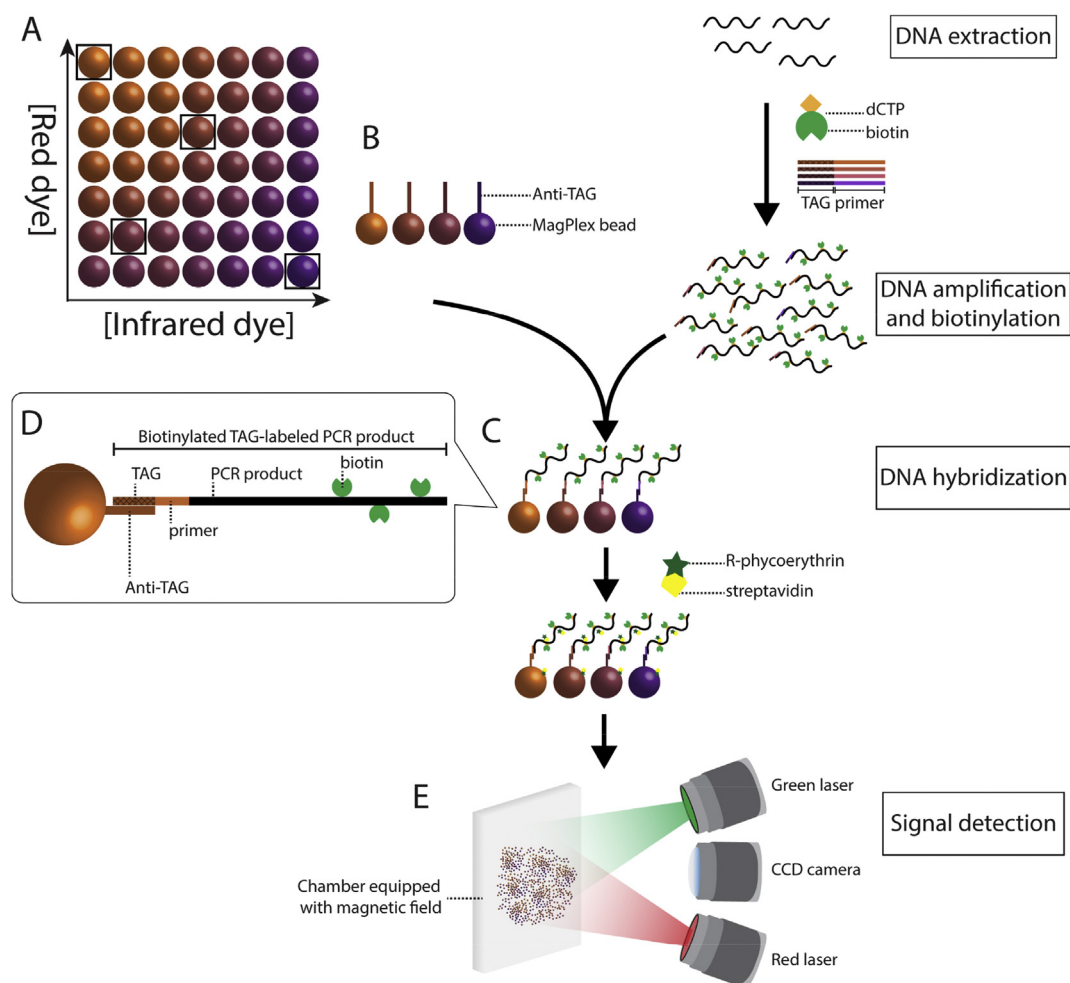 A
[Red dye]
[Infrared dye]
B
Anti-TAG
MagPlex bead
DNA extraction
dCTP
biotin
TAG primer
DNA amplification
and biotinylation
D
Biotinylated TAG-labeled PCR product
TAG
PCR product
biotin
primer
Anti-TAG
C
DNA hybridization
R-phycoerythrin
streptavidin
E
Green laser
Signal detection
CCD camera
Chamber equipped
with magnetic field
Red laser